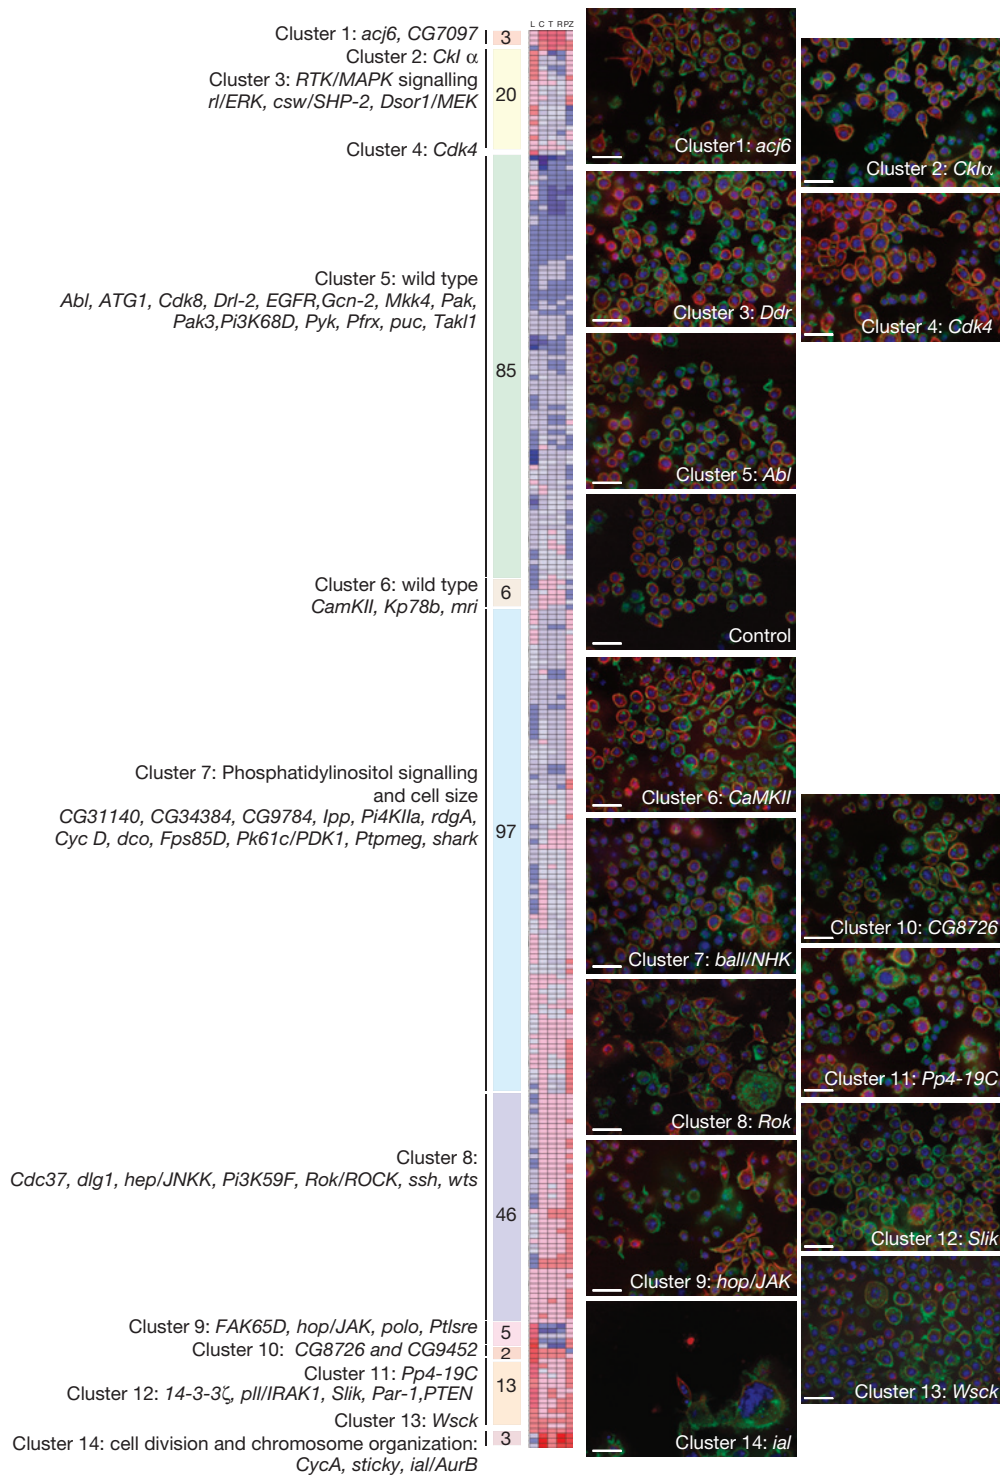 L C T R P Z
Cluster 1: acj6, CG7097
3
Cluster 2: CkI α
Cluster 3: RTK/MAPK signalling
rl/ERK, csw/SHP-2, Dsor1/MEK
20
Cluster 4: Cdk4
Cluster 5: wild type
Abl, ATG1, Cdk8, Drl-2, EGFR,Gcn-2, Mkk4, Pak,
Pak3,Pi3K68D, Pyk, Pfrx, puc, Takl1
85
Cluster 6: wild type
CamKII, Kp78b, mri
6
Cluster 7: Phosphatidylinositol signalling
and cell size
CG31140, CG34384, CG9784, Ipp, Pi4KIIa, rdgA,
Cyc D, dco, Fps85D, Pk61c/PDK1, Ptpmeg, shark
97
Cluster 8:
Cdc37, dlg1, hep/JNKK, Pi3K59F, Rok/ROCK, ssh, wts
46
Cluster 9: FAK65D, hop/JAK, polo, Ptlsre
5
Cluster 10: CG8726 and CG9452
2
Cluster 11: Pp4-19C
Cluster 12: 14-3-3ζ, pll/IRAK1, Slik, Par-1,PTEN
13
Cluster 13: Wsck
Cluster 14: cell division and chromosome organization:
CycA, sticky, ial/AurB
3
Cluster1: acj6
Cluster 2: CkIα
Cluster 3: Ddr
Cluster 4: Cdk4
Cluster 5: Abl
Control
Cluster 6: CaMKII
Cluster 7: ball/NHK
Cluster 8: Rok
Cluster 9: hop/JAK
Cluster 14: ial
Cluster 10: CG8726
Cluster 11: Pp4-19C
Cluster 12: Slik
Cluster 13: Wsck